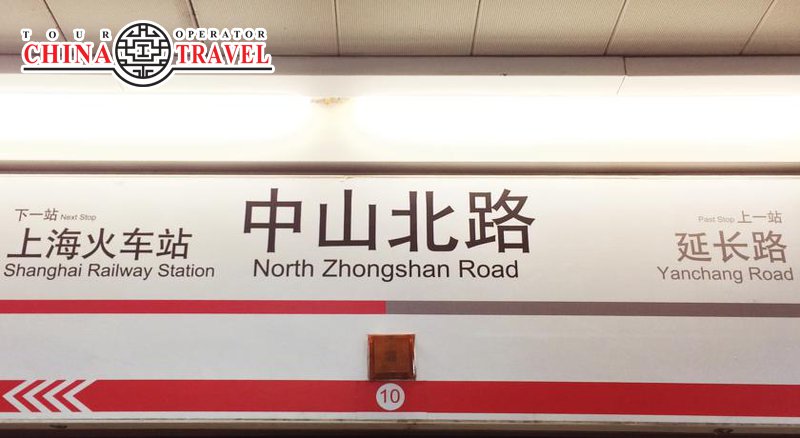 TOUR OPERATOR
CHINA TRAVEL
下一站 Next Stop
上海火车站
Shanghai Railway Station
中山北路
North Zhongshan Road
Past Stop 上一站
延长路
Yanchang Road
10